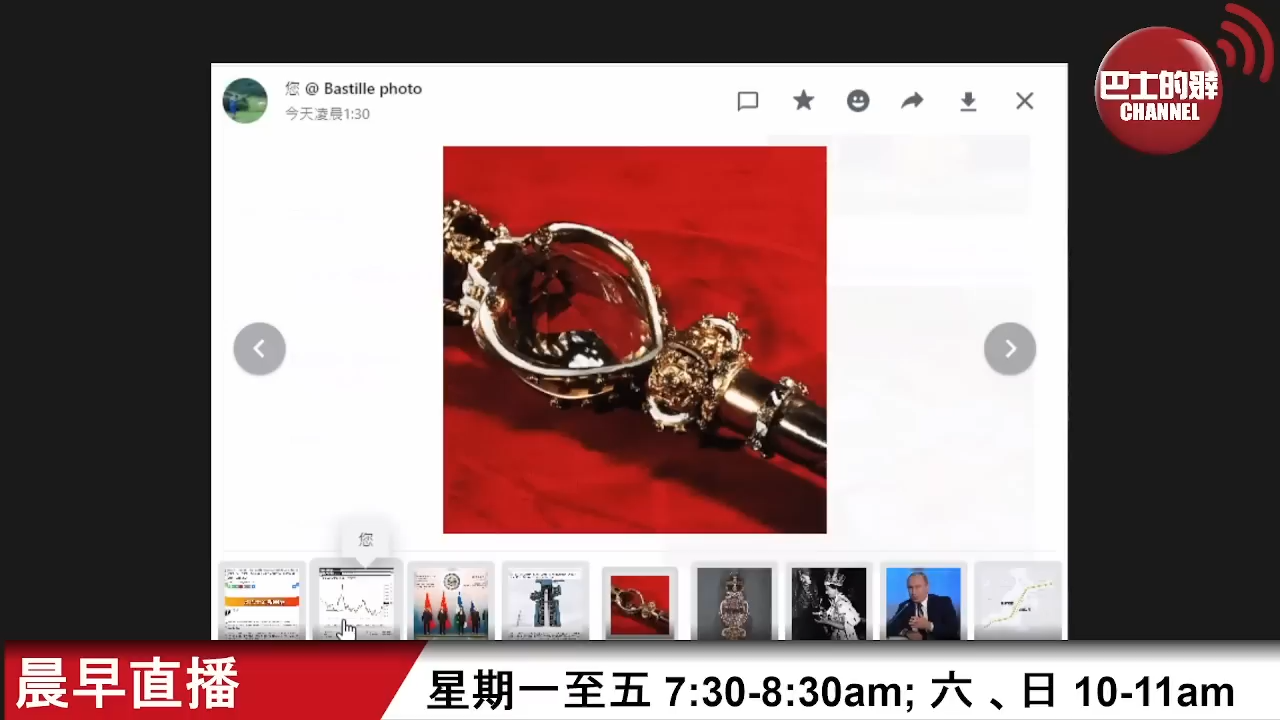 您 @ Bastille photo
今天凌晨1:30
巴士的報
CHANNEL
您
晨早直播
星期一至五 7:30-8:30am; 六、日 10-11am